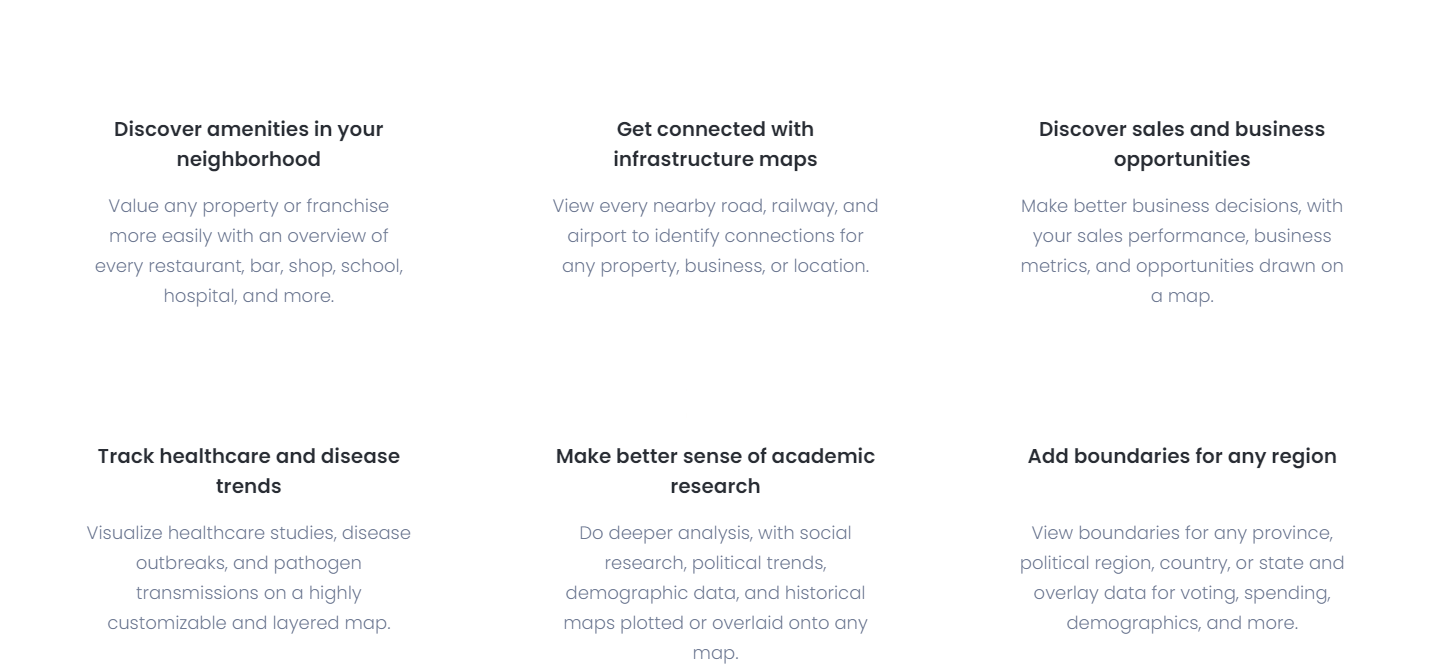 Discover amenities in your
neighborhood
Value any property or franchise
more easily with an overview of
every restaurant, bar, shop, school,
hospital, and more.
Get connected with
infrastructure maps
View every nearby road, railway, and
airport to identify connections for
any property, business, or location.
Discover sales and business
opportunities
Make better business decisions, with
your sales performance, business
metrics, and opportunities drawn on
a map.
Track healthcare and disease
trends
Visualize healthcare studies, disease
outbreaks, and pathogen
transmissions on a highly
customizable and layered map.
Make better sense of academic
research
Do deeper analysis, with social
research, political trends,
demographic data, and historical
maps plotted or overlaid onto any
map.
Add boundaries for any region
View boundaries for any province,
political region, country, or state and
overlay data for voting, spending,
demographics, and more.